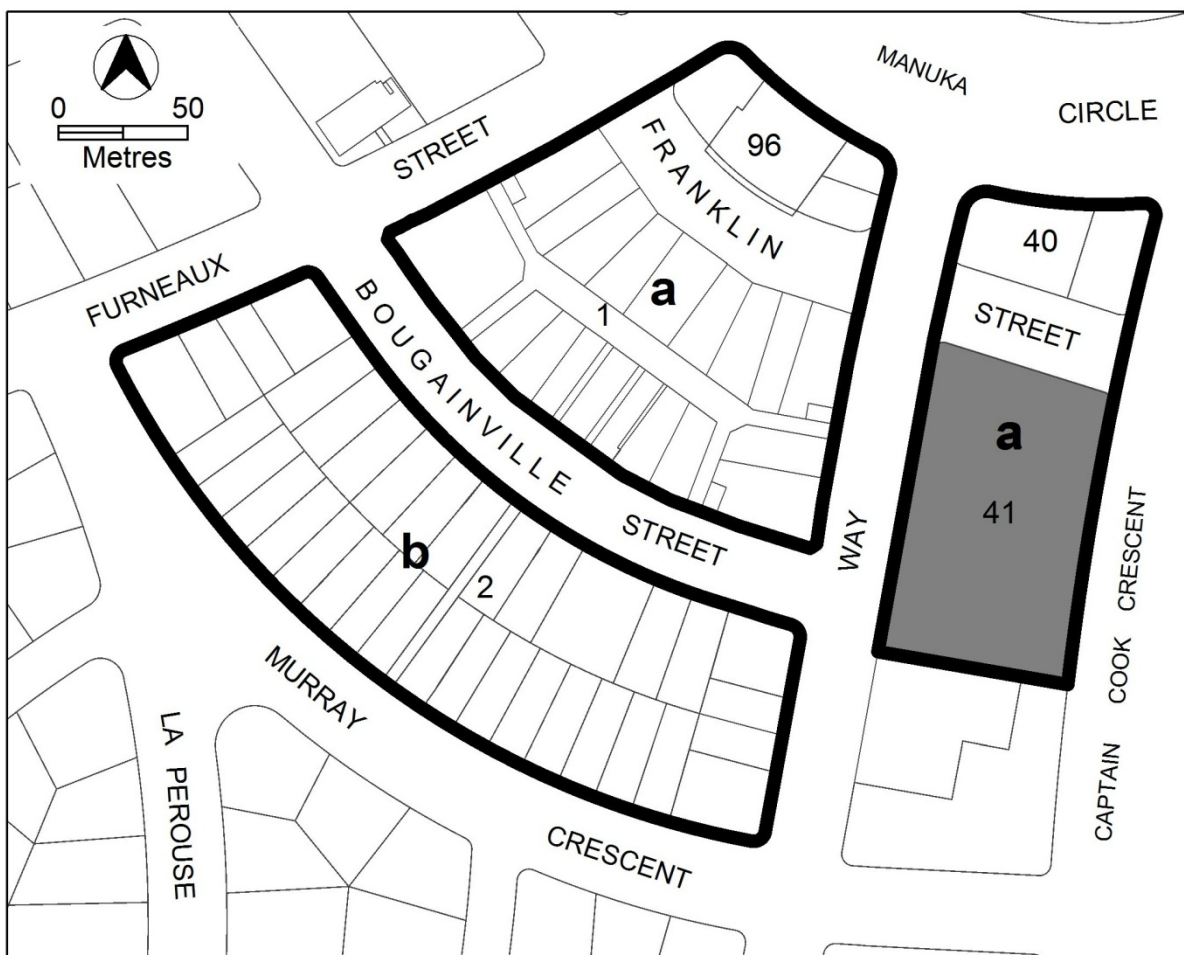 MANUKA
CIRCLE
0 50
Metres
STREET
FURNEAUX
FRANKLIN
96
40
STREET
a
1
BOUGAINVILLE
STREET
a
41
WAY
b
2
MURRAY
CRESCENT
LA PEROUSE
CAPTAIN COOK CRESCENT